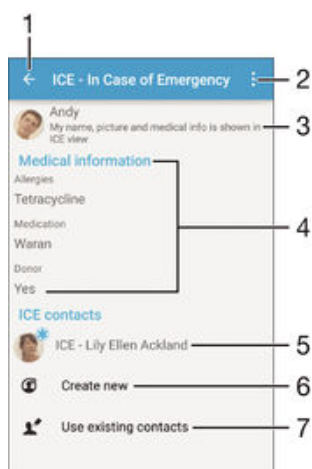 1
ICE - In Case of Emergency
2
Andy
My name, picture and medical info is shown in
ICE view
3
Medical information
Allergies
Tetracycline
Medication
Waran
4
Donor
Yes
ICE contacts
ICE - Lily Ellen Ackland
5
Create new
6
Use existing contacts
7